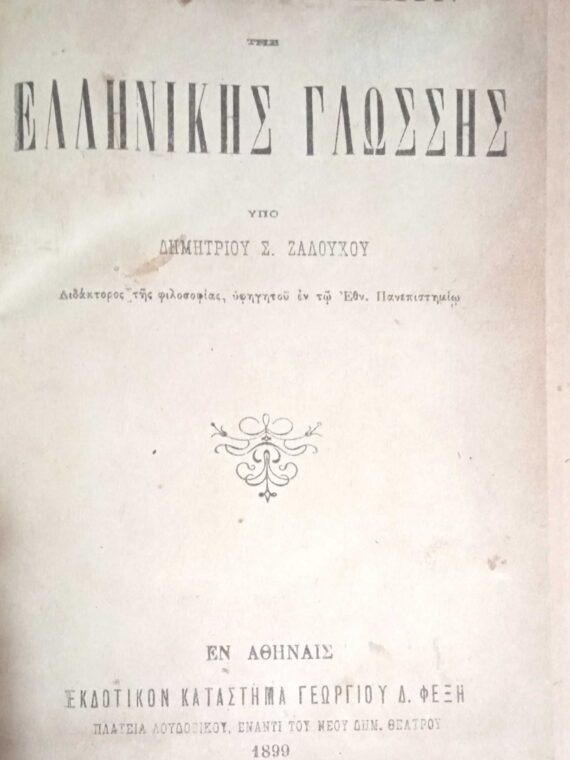 ΤΗΣ
ΕΛΛΗΝΙΚΗΣ ΓΛΩΣΣΗΣ
ΥΠΟ
ΔΗΜΗΤΡΙΟΥ Σ. ΖΑΛΟΥΧΟΥ
Διδάκτορος τῆς φιλοσοφίας, ὑφηγητοῦ ἐν τῷ Ἐθν. Πανεπιστημίῳ
ΕΝ ΑΘΗΝΑΙΣ
ΕΚΔΟΤΙΚΟΝ ΚΑΤΑΣΤΗΜΑ ΓΕΩΡΓΙΟΥ Δ. ΦΕΞΗ
ΠΛΑΤΕΙΑ ΛΟΥΔΟΒΙΚΟΥ, ΕΝΑΝΤΙ ΤΟΥ ΝΕΟΥ ΔΗΜ. ΘΕΑΤΡΟΥ
1899